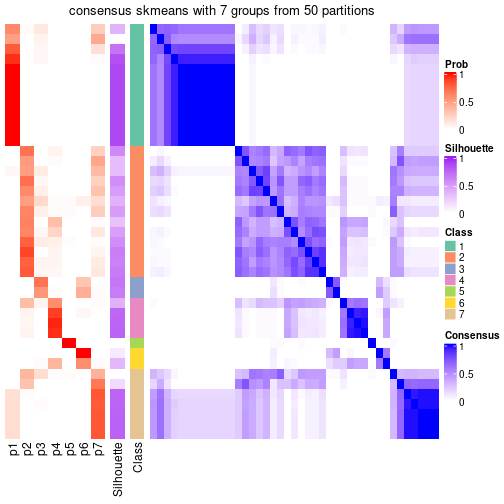 consensus skmeans with 7 groups from 50 partitions
Prob
1
0.5
0
Silhouette
1
0.5
0
Class
1
2
3
4
5
6
7
Consensus
1
0.5
0
p1
p2
p3
p4
p5
p6
p7
Silhouette
Class